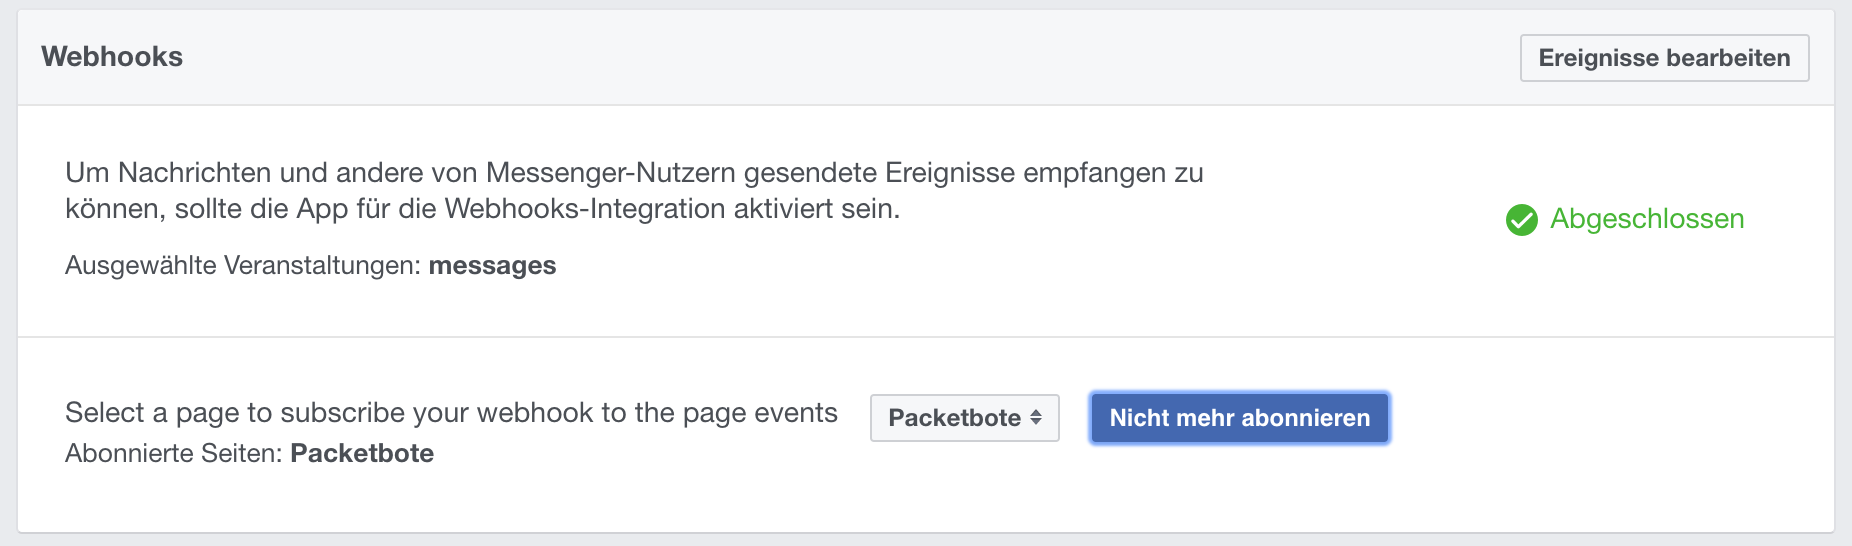 Webhooks
Ereignisse bearbeiten
Um Nachrichten und andere von Messenger-Nutzern gesendete Ereignisse empfangen zu
können, sollte die App für die Webhooks-Integration aktiviert sein.
Abgeschlossen
Ausgewählte Veranstaltungen: messages
Select a page to subscribe your webhook to the page events
Packetbote
Nicht mehr abonnieren
Abonnierte Seiten: Packetbote